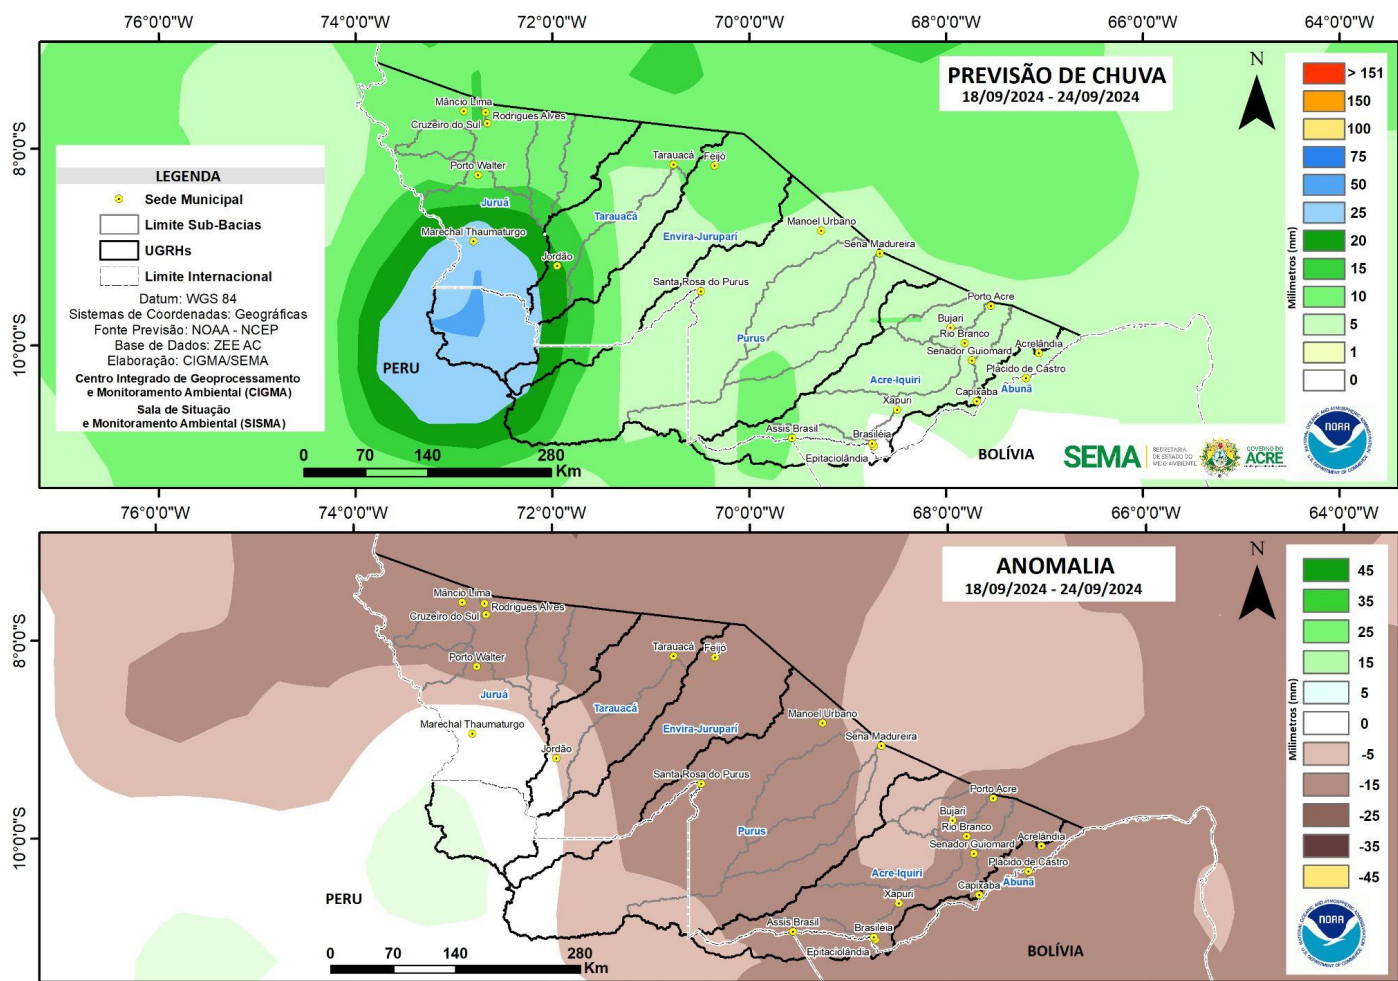 76°0'0"W 74°0'0"W 72°0'0"W 70°0'0"W 68°0'0"W 66°0'0"W 64°0'0"W
PREVISÃO DE CHUVA
18/09/2024 - 24/09/2024
N
8°0'0"S
10°0'0"S
LEGENDA
Sede Municipal
Limite Sub-Bacias
UGRHs
Limite Internacional
Datum: WGS 84
Sistemas de Coordenadas: Geográficas
Fonte Previsão: NOAA - NCEP
Base de Dados: ZEE AC
Elaboração: CIGMA/SEMA
Centro Integrado de Geoprocessamento
e Monitoramento Ambiental (CIGMA)
Sala de Situação
e Monitoramento Ambiental (SISMA)
Mâncio Lima
Rodrigues Alves
Cruzeiro do Sul
Porto Walter
Juruá
Marechal Thaumaturgo
Jordão
Tarauacá
Feijó
Tarauacá
Envira-Jurupari
Manoel Urbano
Sena Madureira
Santa Rosa do Purus
Purus
Porto Acre
Bujari
Rio Branco
Senador Guiomard
Acrelândia
Plácido de Castro
Abunã
Acre-Iquiri
Xapuri
Capixaba
Assis Brasil
Brasiléia
Epitaciolândia
PERU
BOLÍVIA
0 70 140 280
Km
SEMA
SECRETARIA
DE ESTADO DO
MEIO AMBIENTE
GOVERNO DO
ACRE
Milímetros (mm)
> 151
150
100
75
50
25
20
15
10
5
1
0
NOAA
76°0'0"W 74°0'0"W 72°0'0"W 70°0'0"W 68°0'0"W 66°0'0"W 64°0'0"W
ANOMALIA
18/09/2024 - 24/09/2024
N
8°0'0"S
10°0'0"S
Mâncio Lima
Rodrigues Alves
Cruzeiro do Sul
Porto Walter
Juruá
Marechal Thaumaturgo
Jordão
Tarauacá
Feijó
Tarauacá
Envira-Jurupari
Manoel Urbano
Sena Madureira
Santa Rosa do Purus
Purus
Porto Acre
Bujari
Rio Branco
Senador Guiomard
Acrelândia
Plácido de Castro
Abunã
Acre-Iquiri
Xapuri
Capixaba
Assis Brasil
Brasiléia
Epitaciolândia
PERU
BOLÍVIA
0 70 140 280
Km
Milímetros (mm)
45
35
25
15
5
0
-5
-15
-25
-35
-45
NOAA